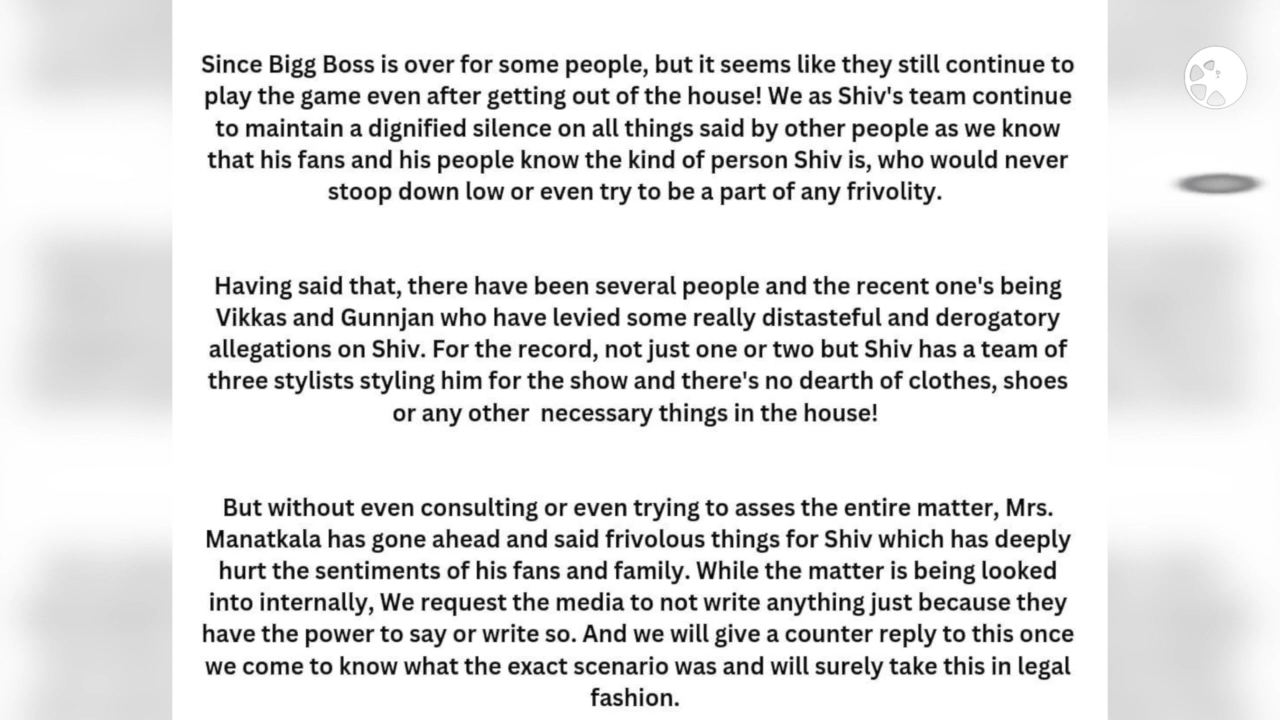 Since Bigg Boss is over for some people, but it seems like they still continue to
play the game even after getting out of the house! We as Shiv's team continue
to maintain a dignified silence on all things said by other people as we know
that his fans and his people know the kind of person Shiv is, who would never
stoop down low or even try to be a part of any frivolity.
Having said that, there have been several people and the recent one's being
Vikkas and Gunnjan who have levied some really distasteful and derogatory
allegations on Shiv. For the record, not just one or two but Shiv has a team of
three stylists styling him for the show and there's no dearth of clothes, shoes
or any other  necessary things in the house!
But without even consulting or even trying to asses the entire matter, Mrs.
Manatkala has gone ahead and said frivolous things for Shiv which has deeply
hurt the sentiments of his fans and family. While the matter is being looked
into internally, We request the media to not write anything just because they
have the power to say or write so. And we will give a counter reply to this once
we come to know what the exact scenario was and will surely take this in legal
fashion.